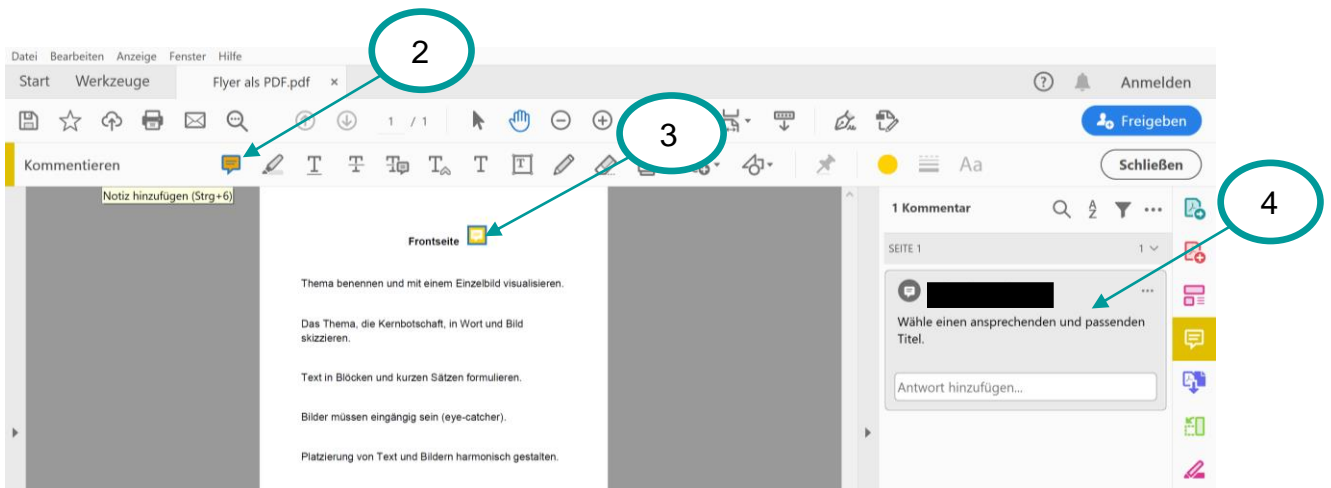 2
Datei Bearbeiten Anzeige Fenster Hilfe
Start Werkzeuge Flyer als PDF.pdf × ? Anmelden
1 / 1 Freigeben
3
Kommentieren T T T T T T Aa Schließen
Notiz hinzufügen (Strg+6)
1 Kommentar A Z
4
Frontseite
SEITE 1 1
Thema benennen und mit einem Einzelbild visualisieren.
Das Thema, die Kernbotschaft, in Wort und Bild
skizzieren.
Wähle einen ansprechenden und passenden
Titel.
Text in Blöcken und kurzen Sätzen formulieren.
Antwort hinzufügen...
Bilder müssen eingängig sein (eye-catcher).
Platzierung von Text und Bildern harmonisch gestalten.